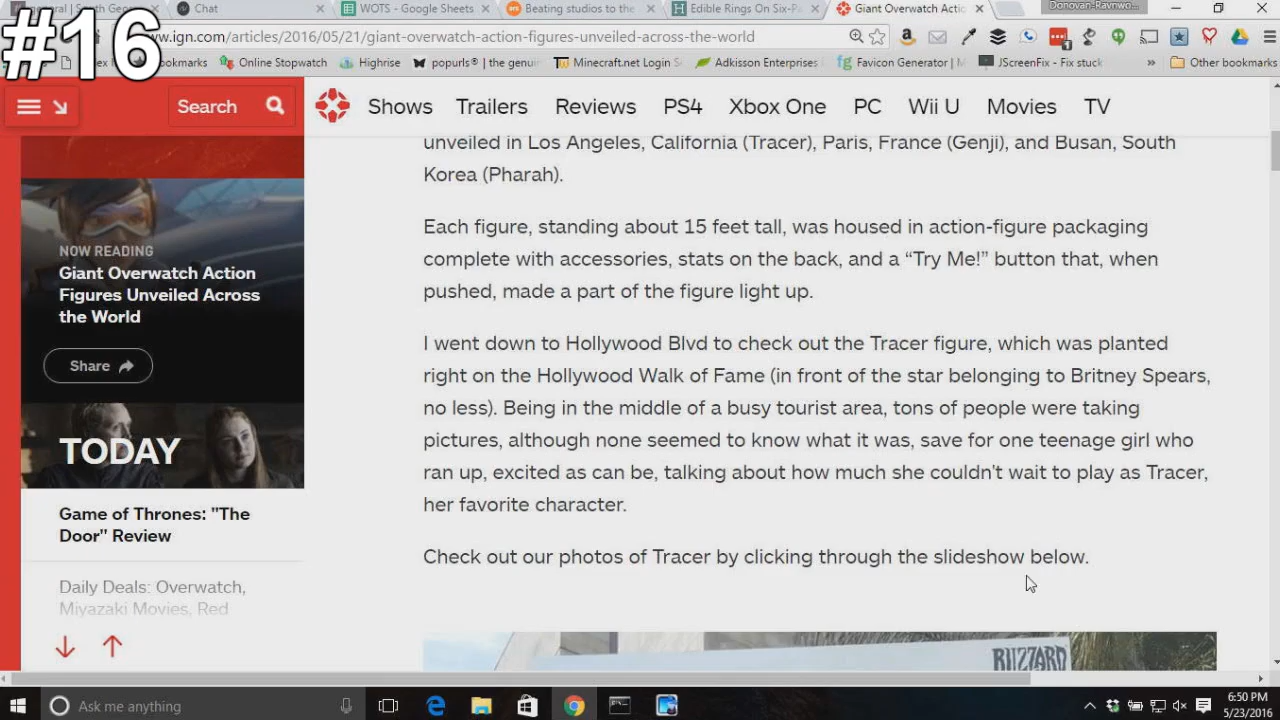 #16
Chat
WOTS - Google Sheets
Beating studios to the
Edible Rings On Six-Pa
Giant Overwatch Actio
ww.ign.com/articles/2016/05/21/giant-overwatch-action-figures-unveiled-across-the-world
Online Stopwatch
Highrise
popurls® | the genui
Minecraft.net Login S
Adkisson Enterprises
Favicon Generator |
JScreenFix - Fix stuck
» Other bookmarks
Search
Shows
Trailers
Reviews
PS4
Xbox One
PC
Wii U
Movies
TV
unveiled in Los Angeles, California (Tracer), Paris, France (Genji), and Busan, South
Korea (Pharah).
Each figure, standing about 15 feet tall, was housed in action-figure packaging
complete with accessories, stats on the back, and a “Try Me!” button that, when
pushed, made a part of the figure light up.
I went down to Hollywood Blvd to check out the Tracer figure, which was planted
right on the Hollywood Walk of Fame (in front of the star belonging to Britney Spears,
no less). Being in the middle of a busy tourist area, tons of people were taking
pictures, although none seemed to know what it was, save for one teenage girl who
ran up, excited as can be, talking about how much she couldn't wait to play as Tracer,
her favorite character.
Check out our photos of Tracer by clicking through the slideshow below.
NOW READING
Giant Overwatch Action
Figures Unveiled Across
the World
Share
TODAY
Game of Thrones: "The
Door" Review
Daily Deals: Overwatch,
Miyazaki Movies, Red
BLIZZARD
Ask me anything
6:50 PM
5/23/2016